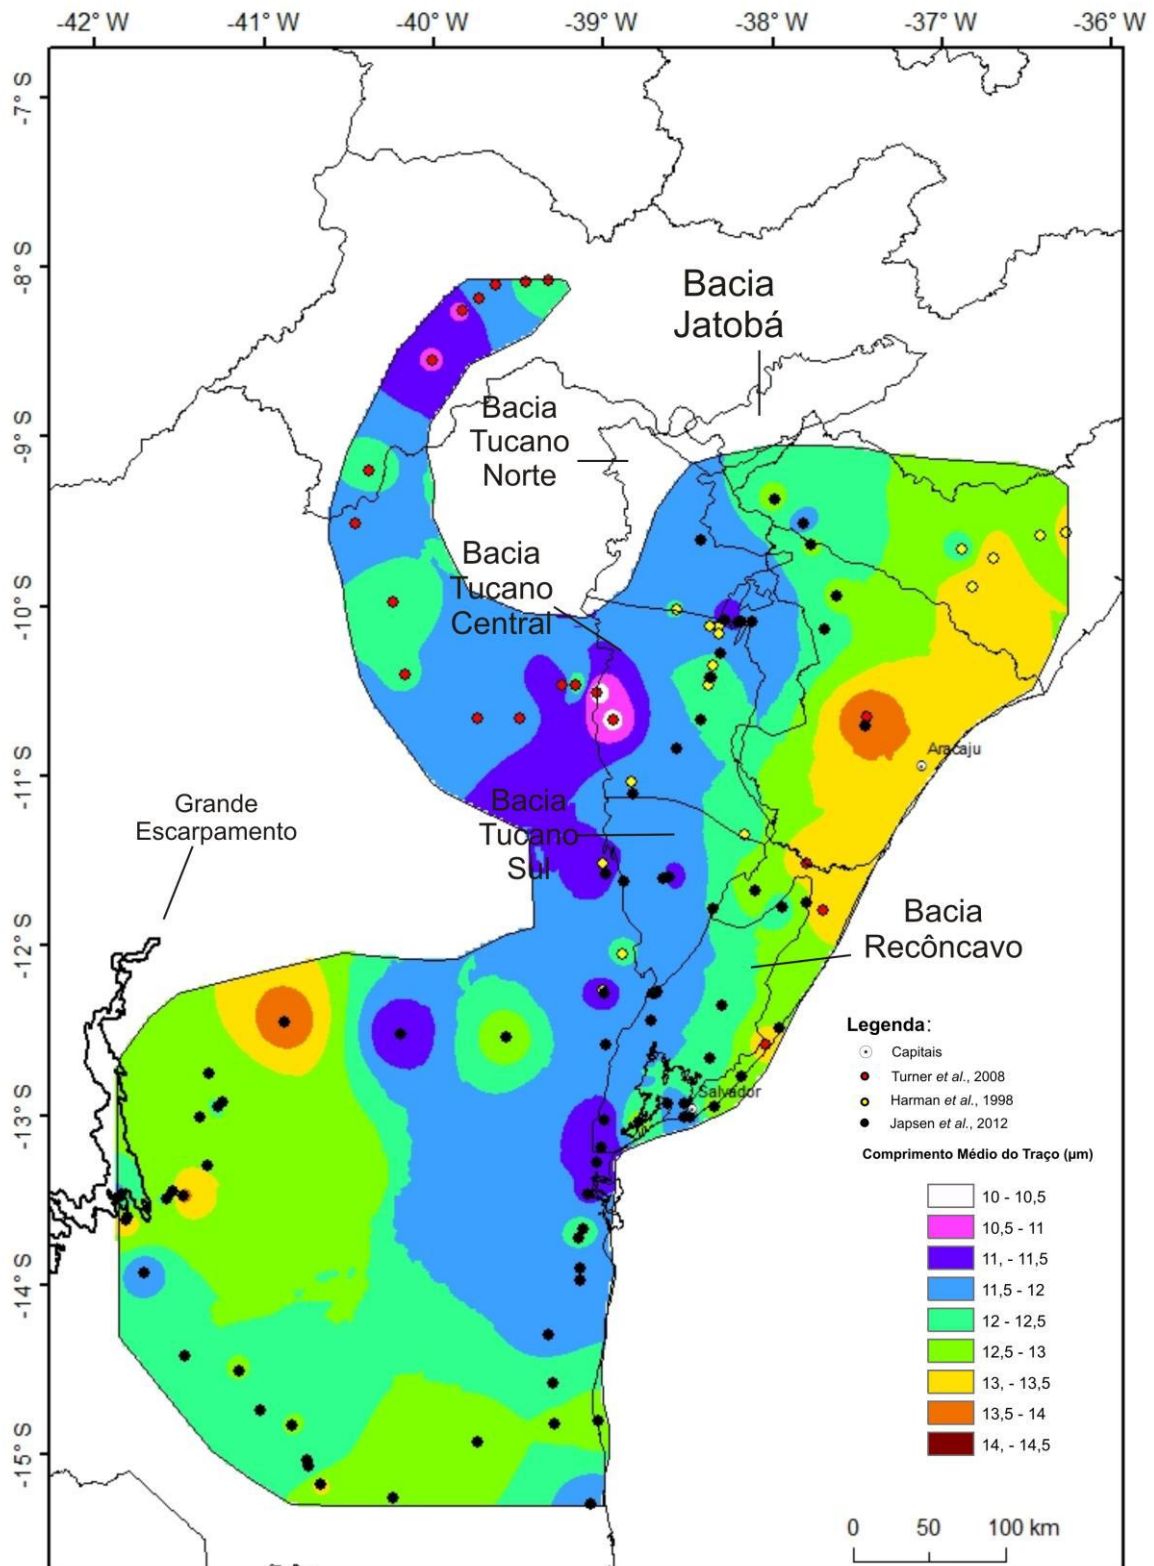 -42° W
-41° W
-40° W
-39° W
-38° W
-37° W
-36° W
-7° S
-8° S
-9° S
-10° S
-11° S
-12° S
-13° S
-14° S
-15° S
Bacia
Jatobá
Bacia
Tucano
Norte
Bacia
Tucano
Central
Aracaju
Grande
Escarpamento
Bacia
Tucano
Sul
Bacia
Recôncavo
Salvador
Legenda:
Capitais
Turner et al., 2008
Harman et al., 1998
Japsen et al., 2012
Comprimento Médio do Traço (µm)
10 - 10,5
10,5 - 11
11, - 11,5
11,5 - 12
12 - 12,5
12,5 - 13
13, - 13,5
13,5 - 14
14, - 14,5
0 50 100 km